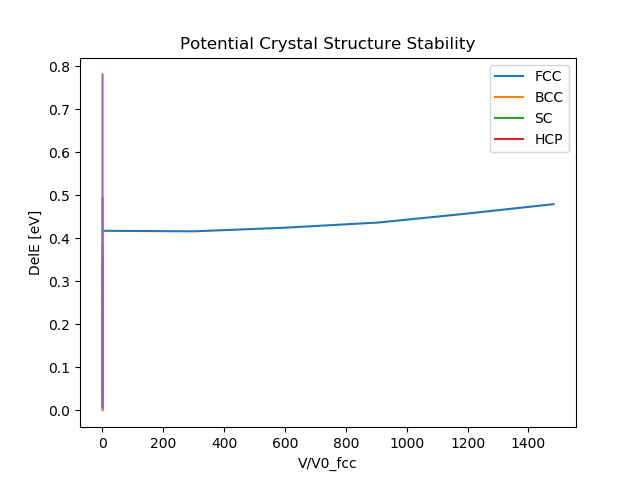 Potential Crystal Structure Stability
DelE [eV]
0.8
0.7
0.6
0.5
0.4
0.3
0.2
0.1
0.0
FCC
BCC
SC
HCP
0 200 400 600 800 1000 1200 1400
V/V0_fcc